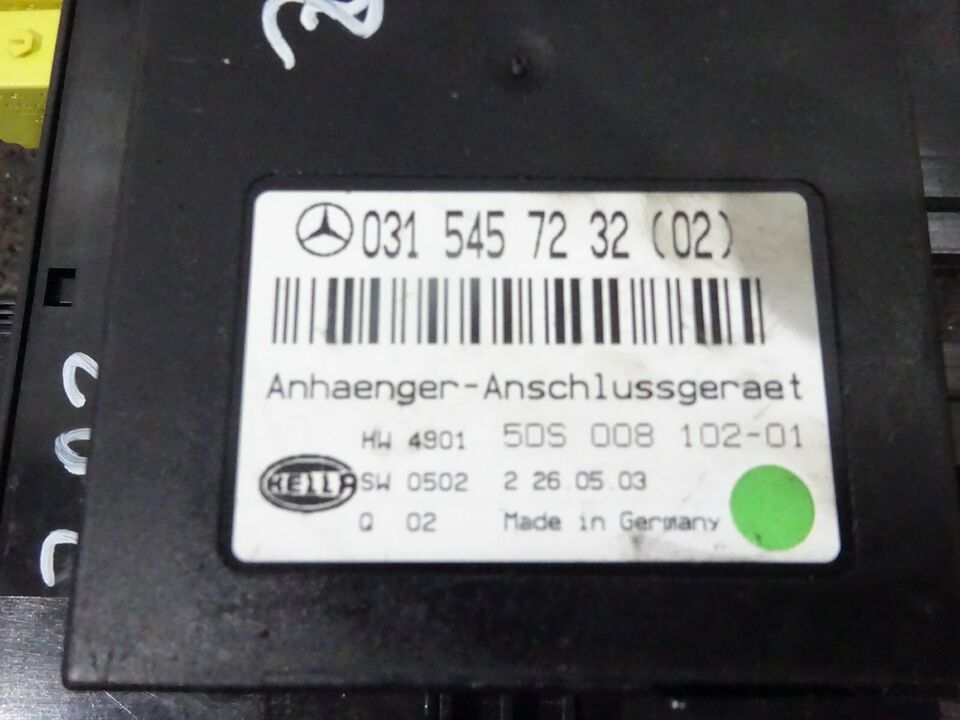 031 545 72 32 (02)
Anhaenger-Anschlussgeraet
HW 4901 5DS 008 102-01
HELLA SW 0502 2 26.05.03
Q 02 Made in Germany